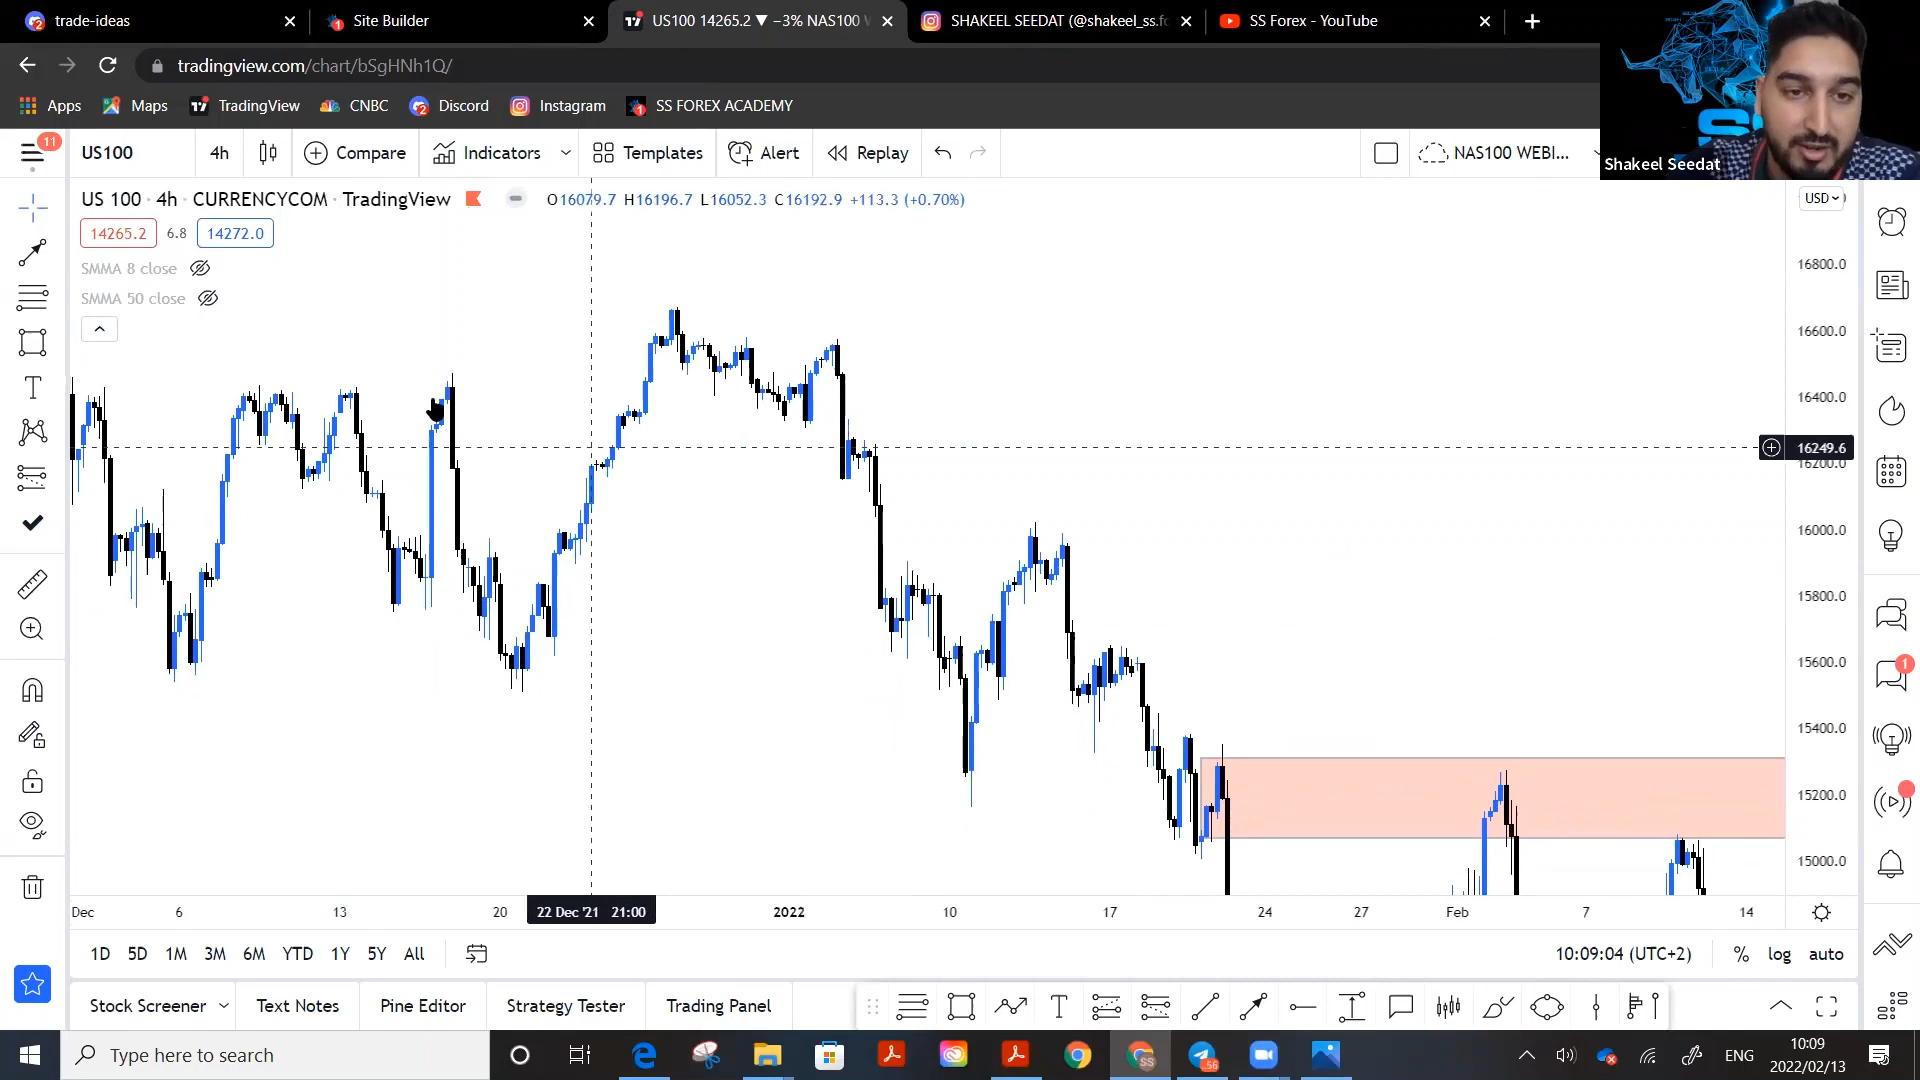 trade-ideas
Site Builder
US100 14265.2 ▼ −3% NAS100 W
SHAKEEL SEEDAT (@shakeel_ss.fo
SS Forex - YouTube
tradingview.com/chart/bSgHNh1Q/
Apps
Maps
TradingView
CNBC
Discord
Instagram
SS FOREX ACADEMY
Shakeel Seedat
11
US100
4h
Compare
Indicators
Templates
Alert
Replay
NAS100 WEBI...
US 100 · 4h · CURRENCYCOM · TradingView
O16079.7 H16196.7 L16052.3 C16192.9 +113.3 (+0.70%)
USD
14265.2
6.8
14272.0
SMMA 8 close
SMMA 50 close
16800.0
16600.0
16400.0
16249.6
16200.0
16000.0
15800.0
15600.0
15400.0
15200.0
15000.0
1
Dec
6
13
20
22 Dec '21 21:00
2022
10
17
24
27
Feb
7
14
1D
5D
1M
3M
6M
YTD
1Y
5Y
All
10:09:04 (UTC+2)
%
log
auto
Stock Screener
Text Notes
Pine Editor
Strategy Tester
Trading Panel
Type here to search
SS
56
ENG
10:09
2022/02/13